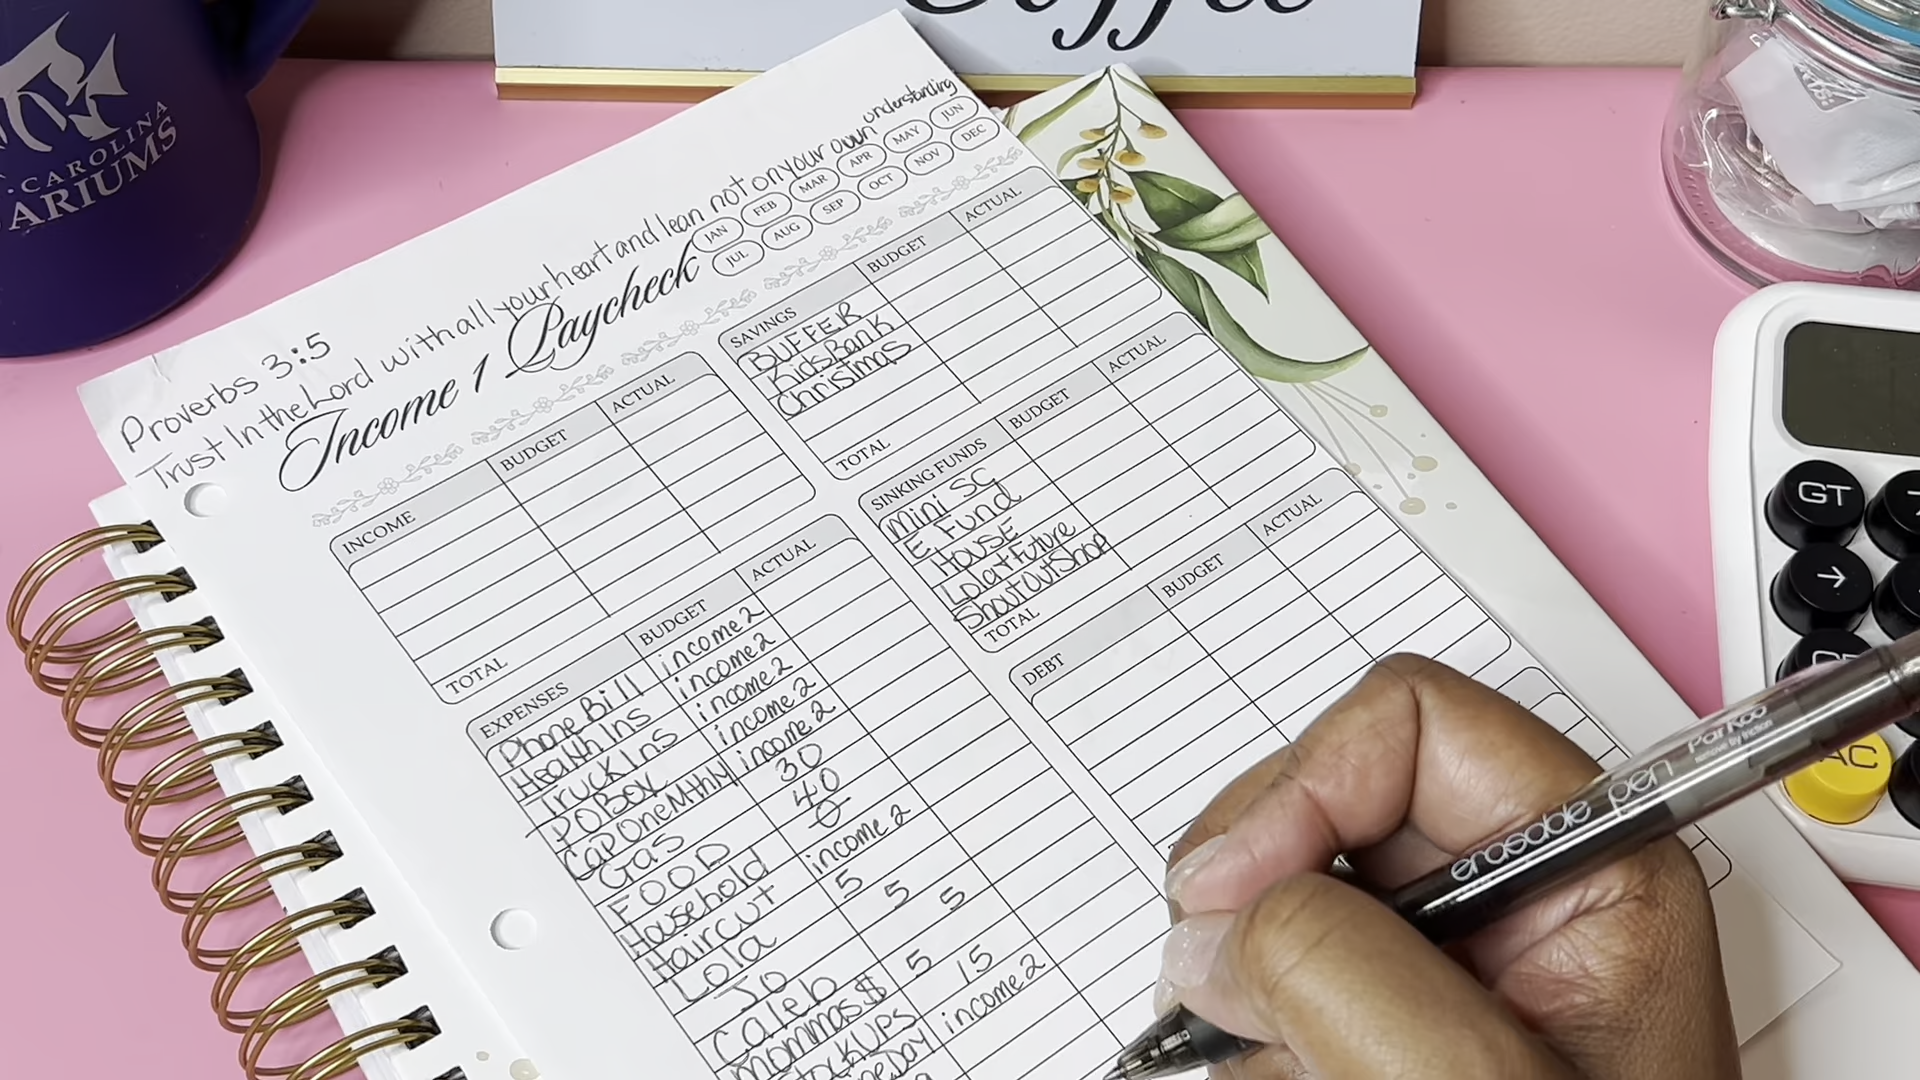 Coffee
CAROLINA
ARIUMS
Proverbs 3:5
Trust In the Lord with all your heart and lean not on your own understanding
Income 1 Paycheck
JAN FEB MAR APR MAY JUN
JUL AUG SEP OCT NOV DEC
INCOME BUDGET ACTUAL
TOTAL
EXPENSES BUDGET ACTUAL
Phone Bill income 2
Health Ins income 2
Truck Ins income 2
PO Box income 2
Cap One Mthly income 2
Gas 30
FOOD 40
Household 0
Haircut income 2
Lola 5
Jo 5
Caleb 5
Mommas $ 5
15
income 2
SAVINGS BUDGET ACTUAL
BUFFER
Kids Bank
Christmas
TOTAL
SINKING FUNDS BUDGET ACTUAL
Mini SC
E Fund
HOUSE
Lola+Future
Shout Out Shop
TOTAL
DEBT BUDGET ACTUAL
GT
→
AC
erasable pen
ParKoo